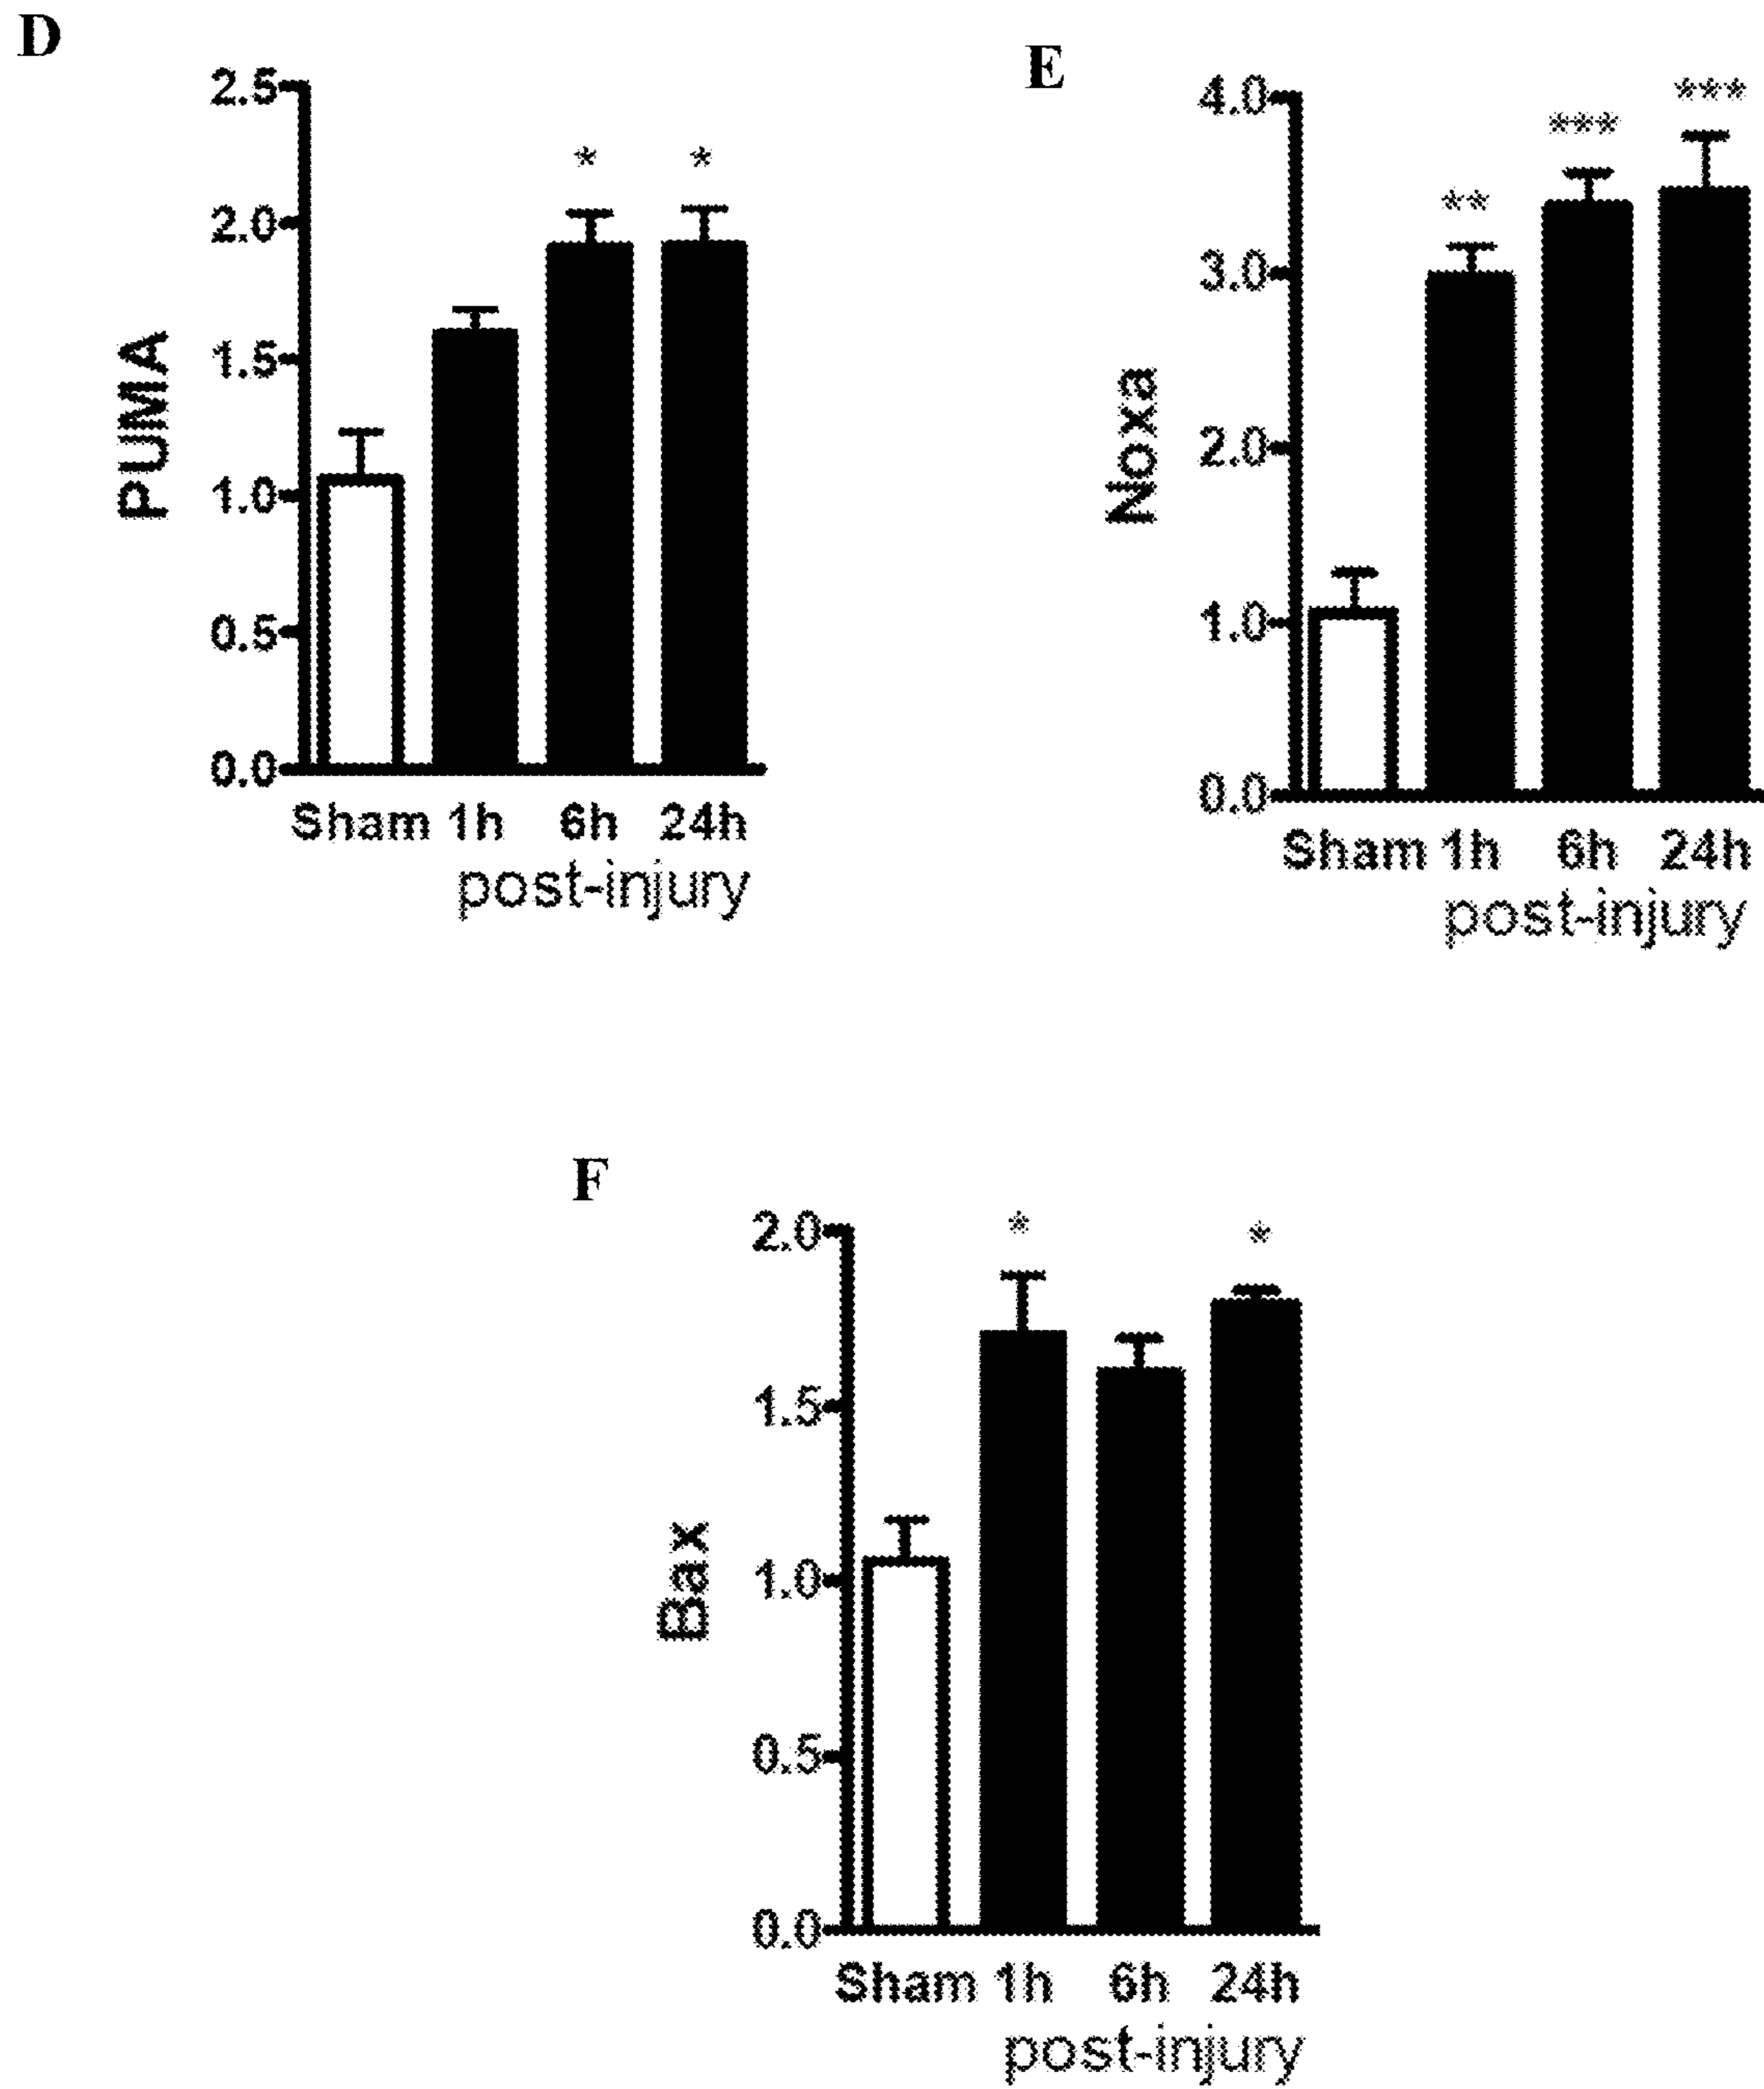 D
2.5
2.0
1.5
1.0
0.5
0.0
PUMA
* *
Sham 1h 6h 24h
post-injury
E
4.0
3.0
2.0
1.0
0.0
Noxa
** *** ***
Sham 1h 6h 24h
post-injury
F
2.0
1.5
1.0
0.5
0.0
Bax
* *
Sham 1h 6h 24h
post-injury